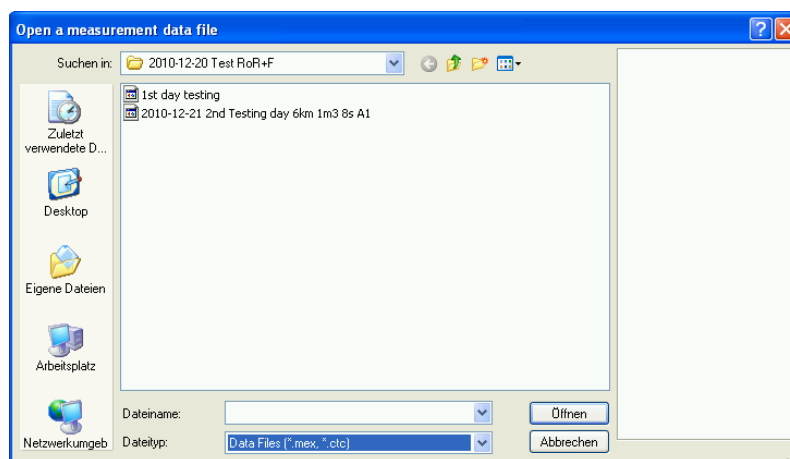 Open a measurement data file
Suchen in:
2010-12-20 Test RoR+F
1st day testing
2010-12-21 2nd Testing day 6km 1m3 8s A1
Zuletzt
verwendete D...
Desktop
Eigene Dateien
Arbeitsplatz
Netzwerkumgeb
Dateiname:
Öffnen
Dateityp:
Data Files (*.mex, *.ctc)
Abbrechen